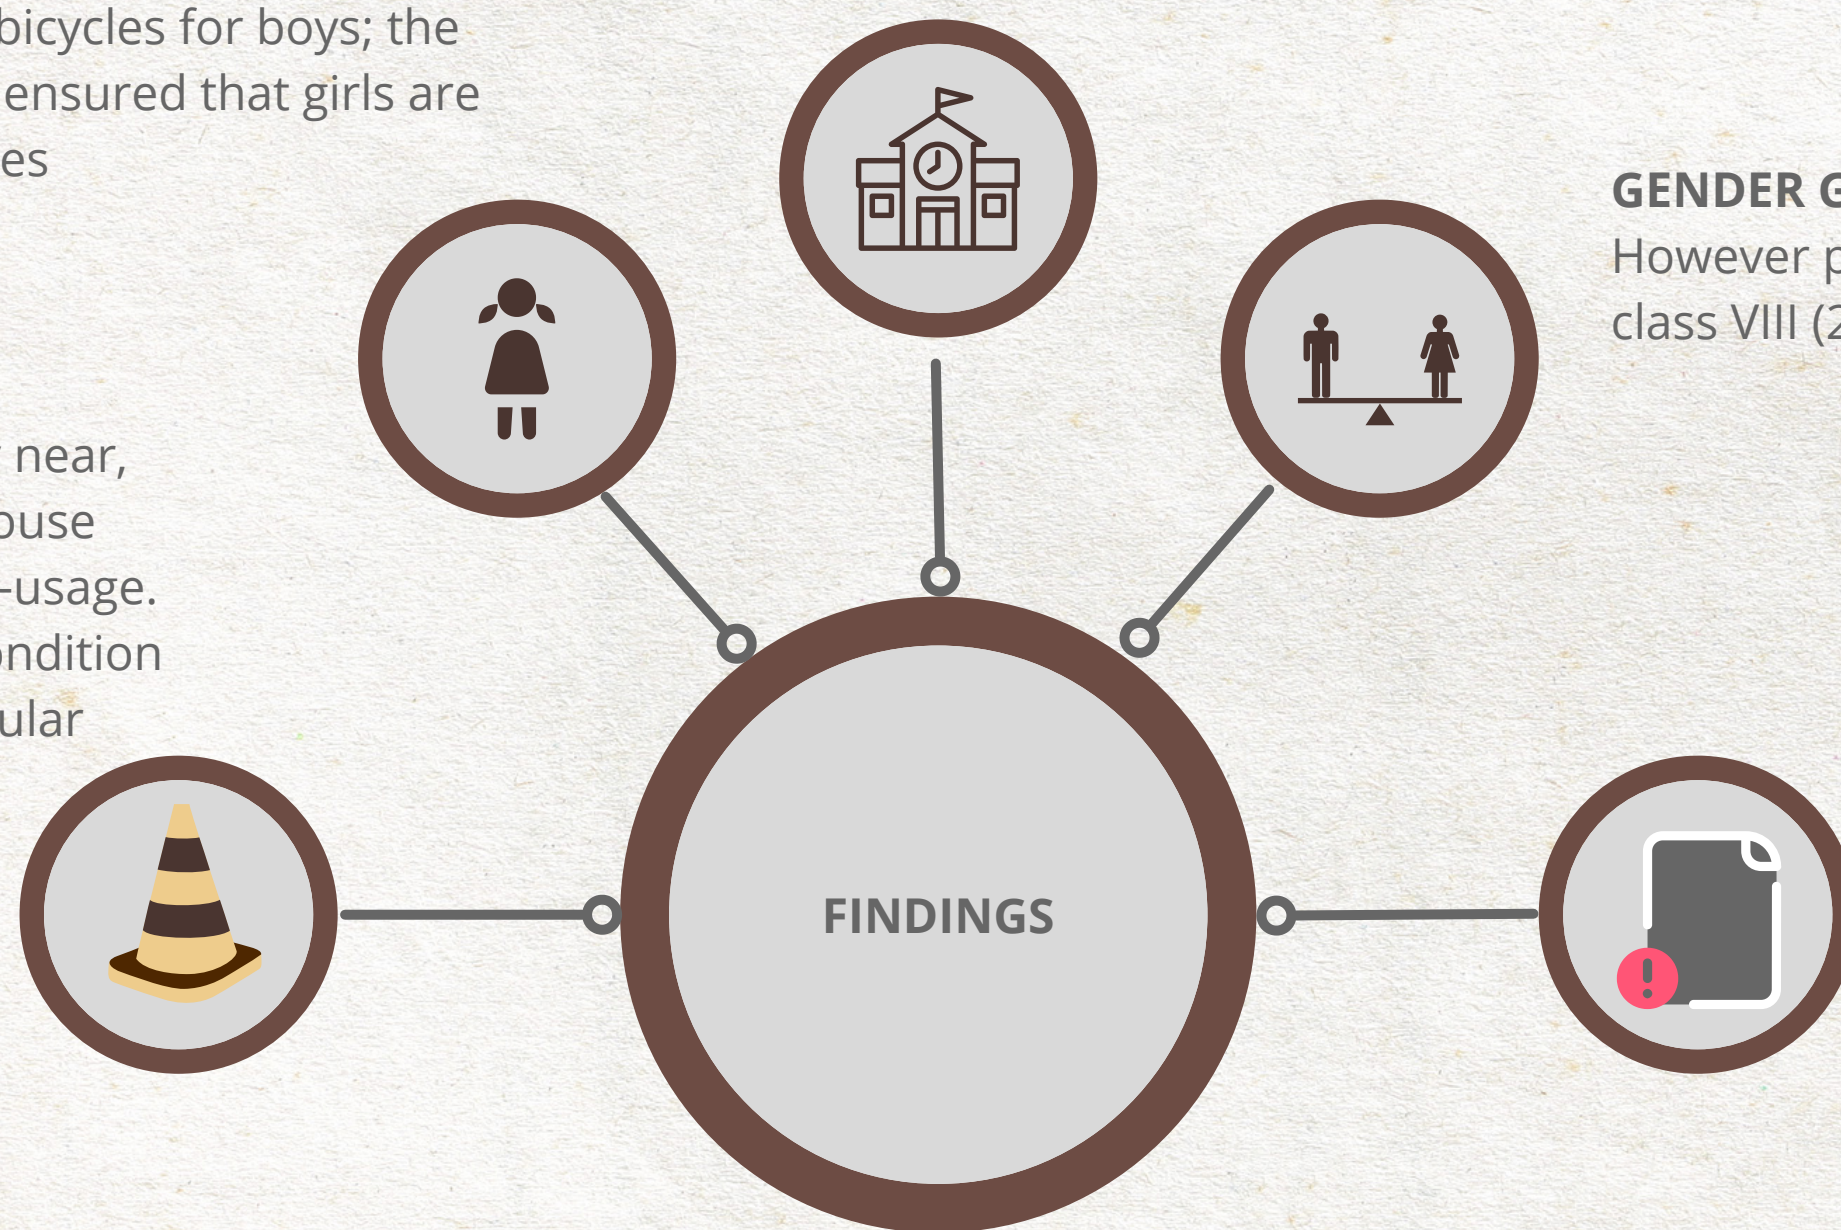 bicycles for boys; the
ensured that girls are
es
near,
ouse
-usage.
ondition
ular
GENDER G
However p
class VIII (2
FINDINGS